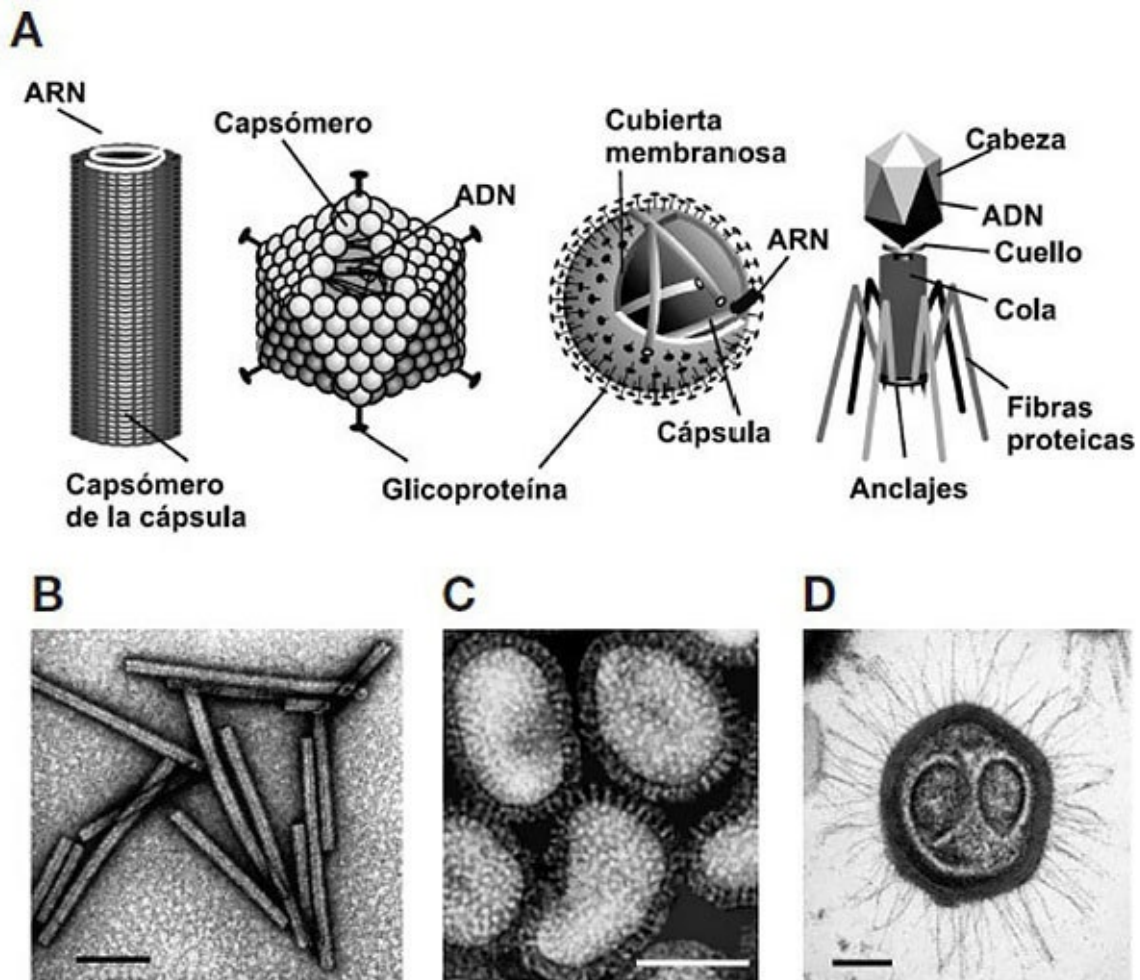 A
ARN
Capsómero
ADN
Capsómero
de la cápsula
Glicoproteína
Cubierta
membranosa
ARN
Cápsula
Cabeza
ADN
Cuello
Cola
Fibras
proteicas
Anclajes
B
C
D